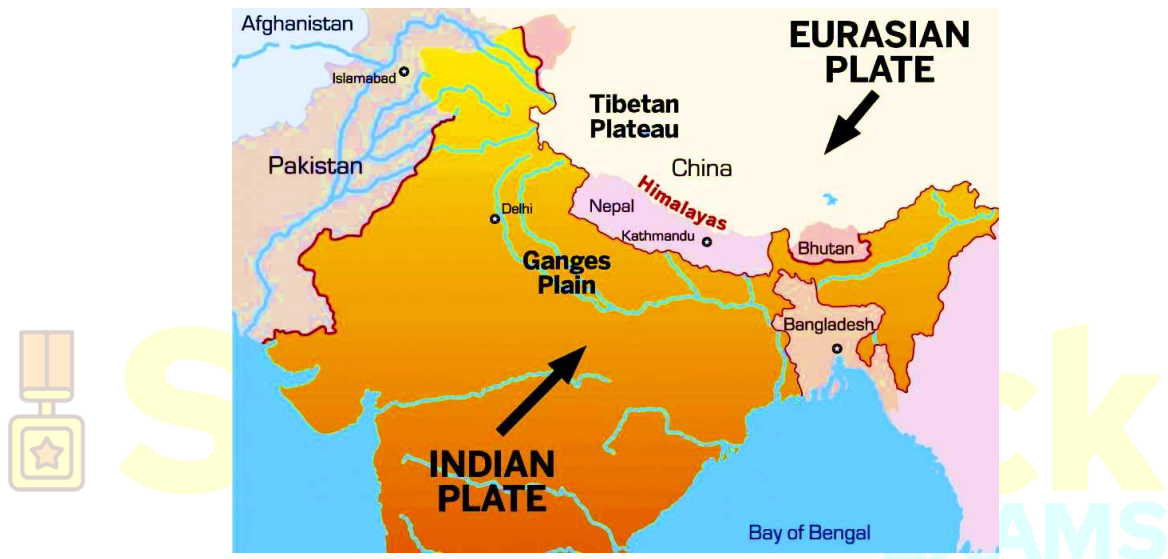 Afghanistan
EURASIAN
PLATE
Islamabad
Tibetan
Plateau
Pakistan
China
Himalayas
Nepal
Delhi
Kathmandu
Bhutan
Ganges
Plain
Bangladesh
INDIAN
PLATE
Bay of Bengal